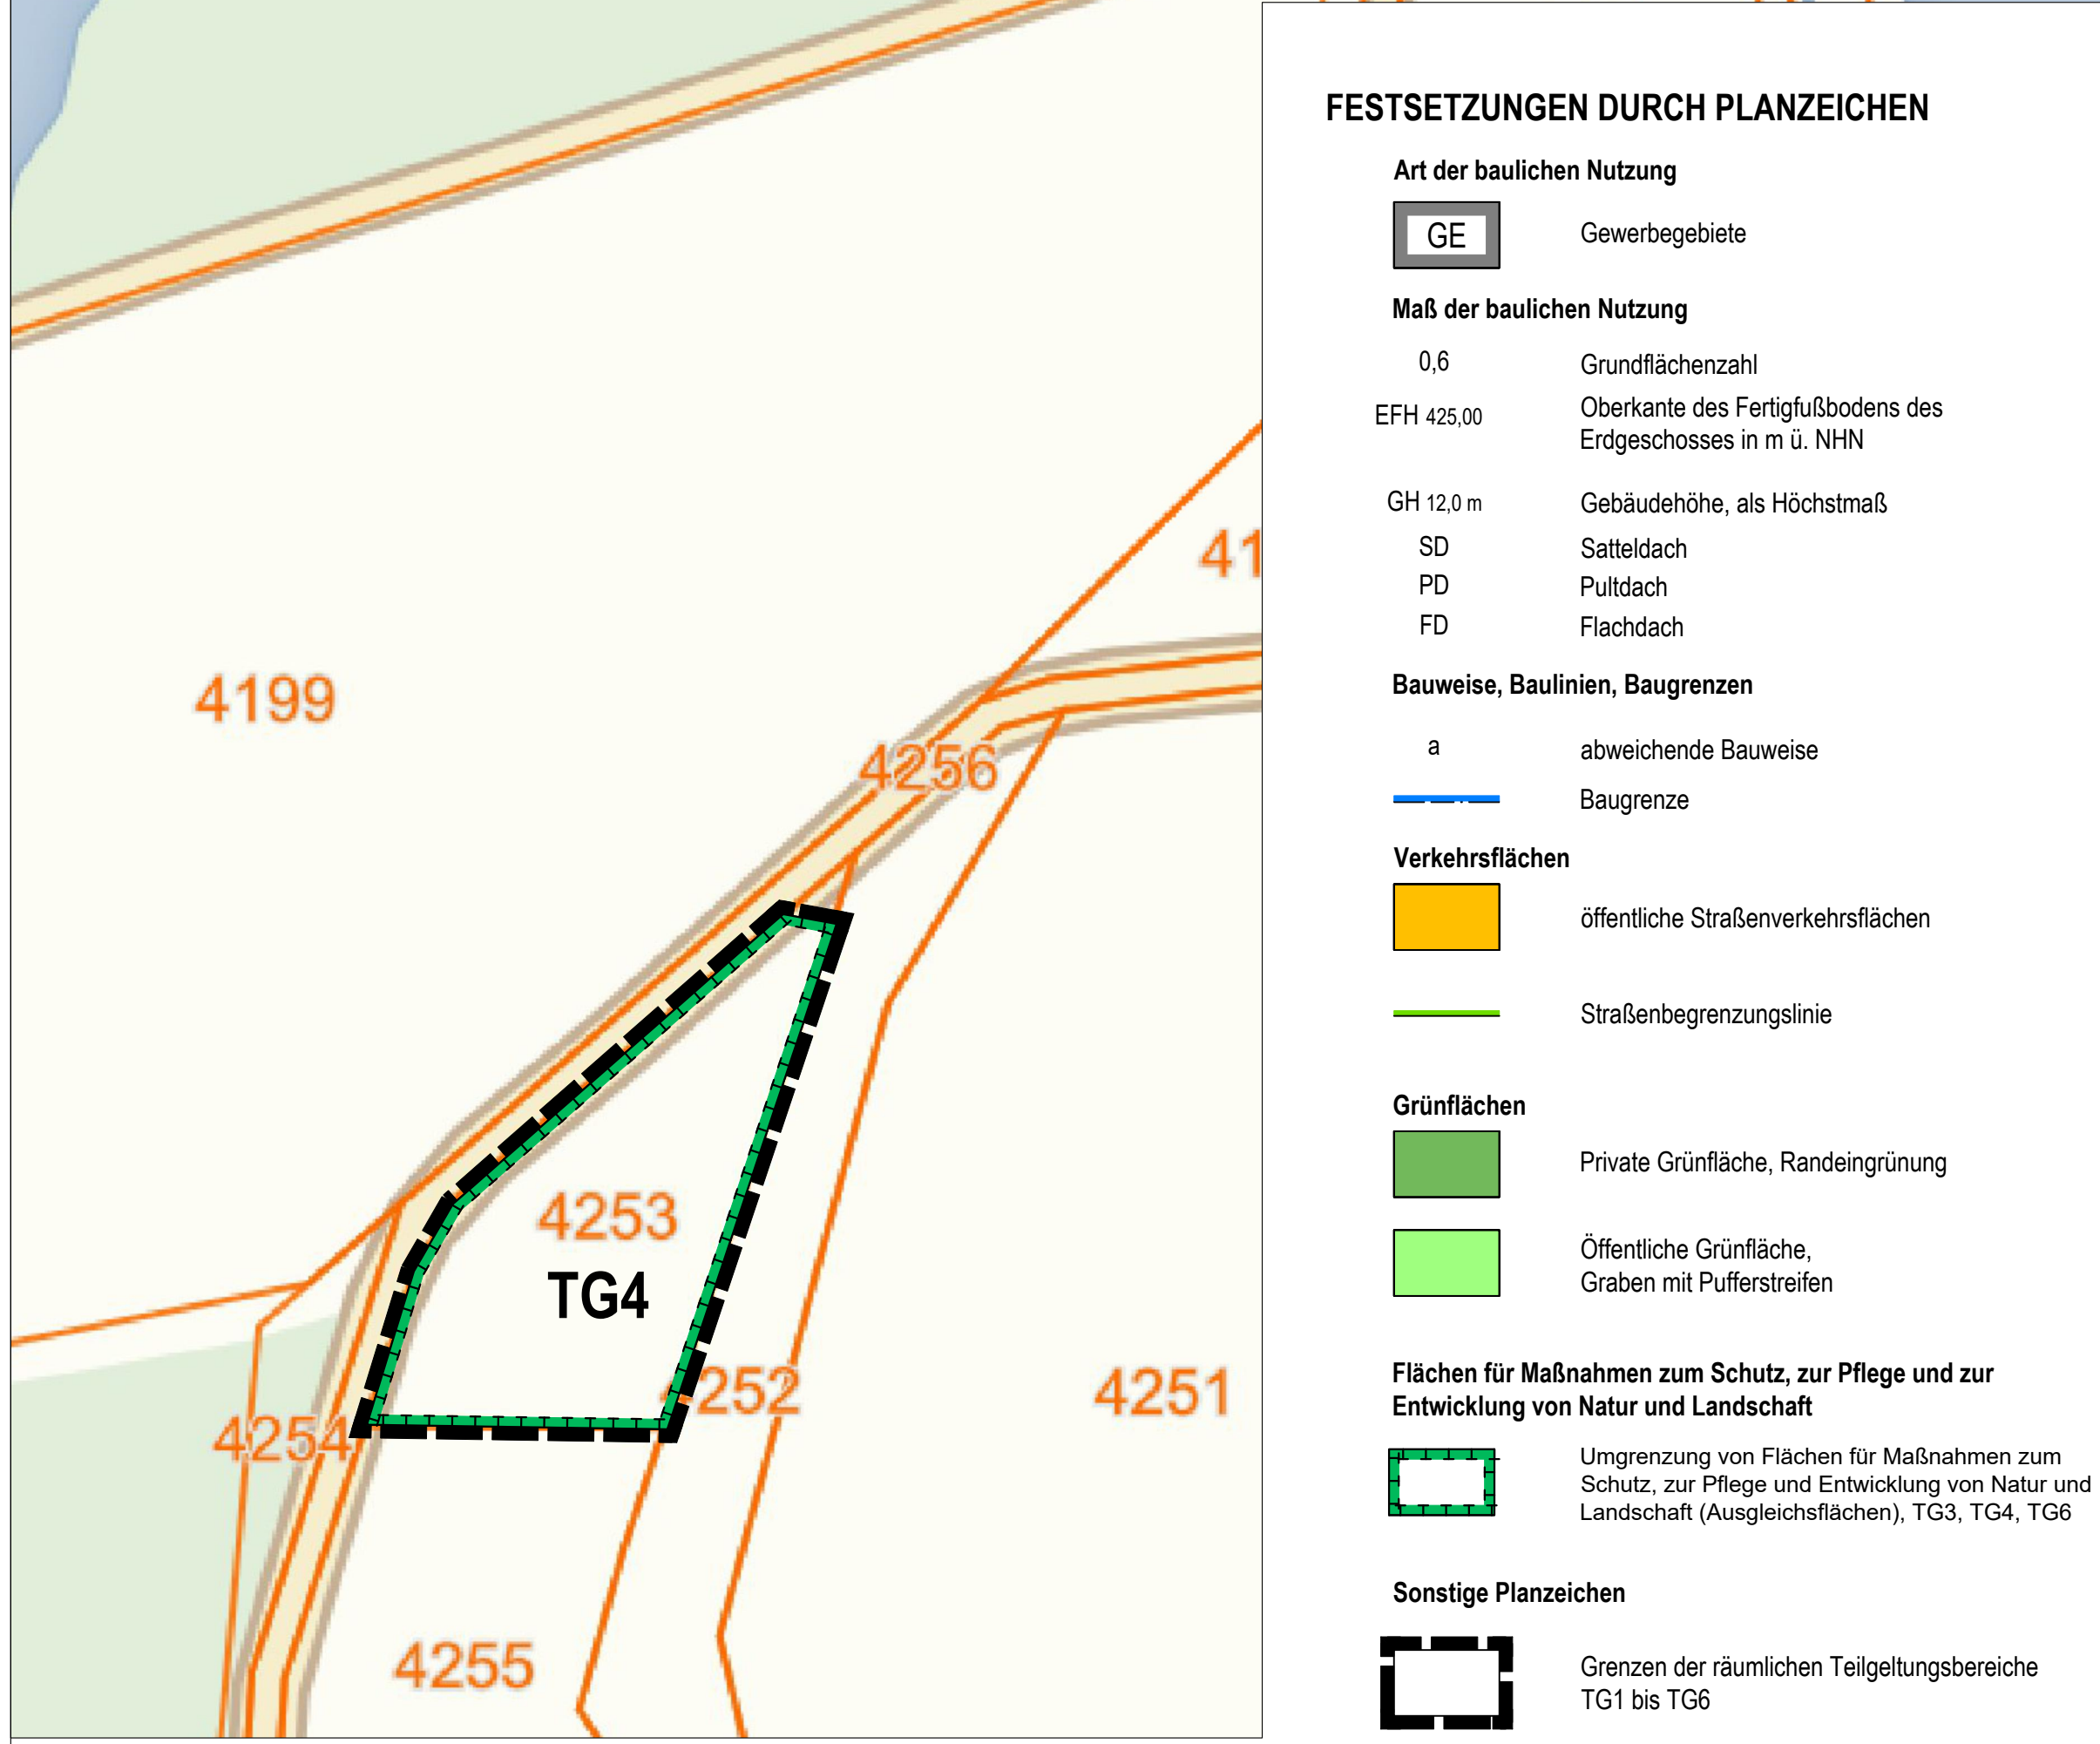 4199
41
4256
4253
TG4
4252
4251
4254
4255
FESTSETZUNGEN DURCH PLANZEICHEN
Art der baulichen Nutzung
GE Gewerbegebiete
Maß der baulichen Nutzung
0,6 Grundflächenzahl
EFH 425,00 Oberkante des Fertigfußbodens des
Erdgeschosses in m ü. NHN
GH 12,0 m Gebäudehöhe, als Höchstmaß
SD Satteldach
PD Pultdach
FD Flachdach
Bauweise, Baulinien, Baugrenzen
a abweichende Bauweise
Baugrenze
Verkehrsflächen
öffentliche Straßenverkehrsflächen
Straßenbegrenzungslinie
Grünflächen
Private Grünfläche, Randeingrünung
Öffentliche Grünfläche,
Graben mit Pufferstreifen
Flächen für Maßnahmen zum Schutz, zur Pflege und zur
Entwicklung von Natur und Landschaft
Umgrenzung von Flächen für Maßnahmen zum
Schutz, zur Pflege und Entwicklung von Natur und
Landschaft (Ausgleichsflächen), TG3, TG4, TG6
Sonstige Planzeichen
Grenzen der räumlichen Teilgeltungsbereiche
TG1 bis TG6